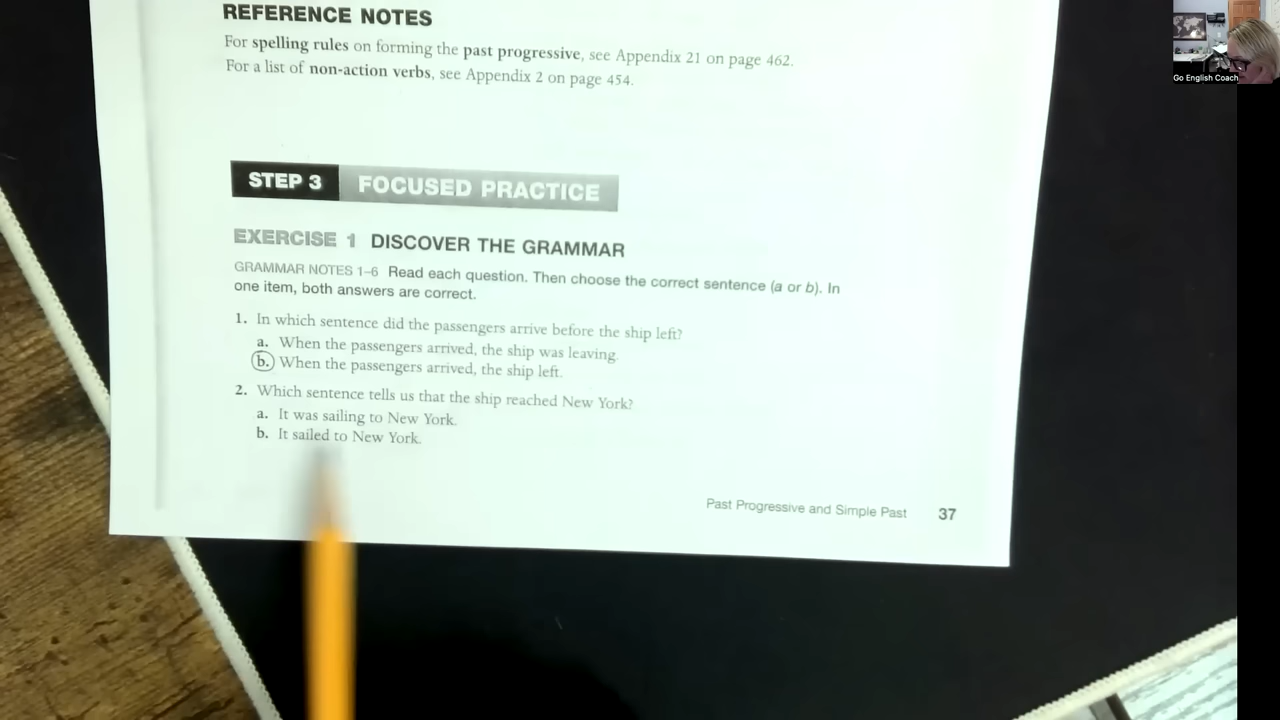 REFERENCE NOTES
For spelling rules on forming the past progressive, see Appendix 21 on page 462.
For a list of non-action verbs, see Appendix 2 on page 454.
STEP 3 FOCUSED PRACTICE
EXERCISE 1 DISCOVER THE GRAMMAR
GRAMMAR NOTES 1–6 Read each question. Then choose the correct sentence (a or b). In
one item, both answers are correct.
1. In which sentence did the passengers arrive before the ship left?
a. When the passengers arrived, the ship was leaving.
b. When the passengers arrived, the ship left.
2. Which sentence tells us that the ship reached New York?
a. It was sailing to New York.
b. It sailed to New York.
Past Progressive and Simple Past 37
Go English Coach